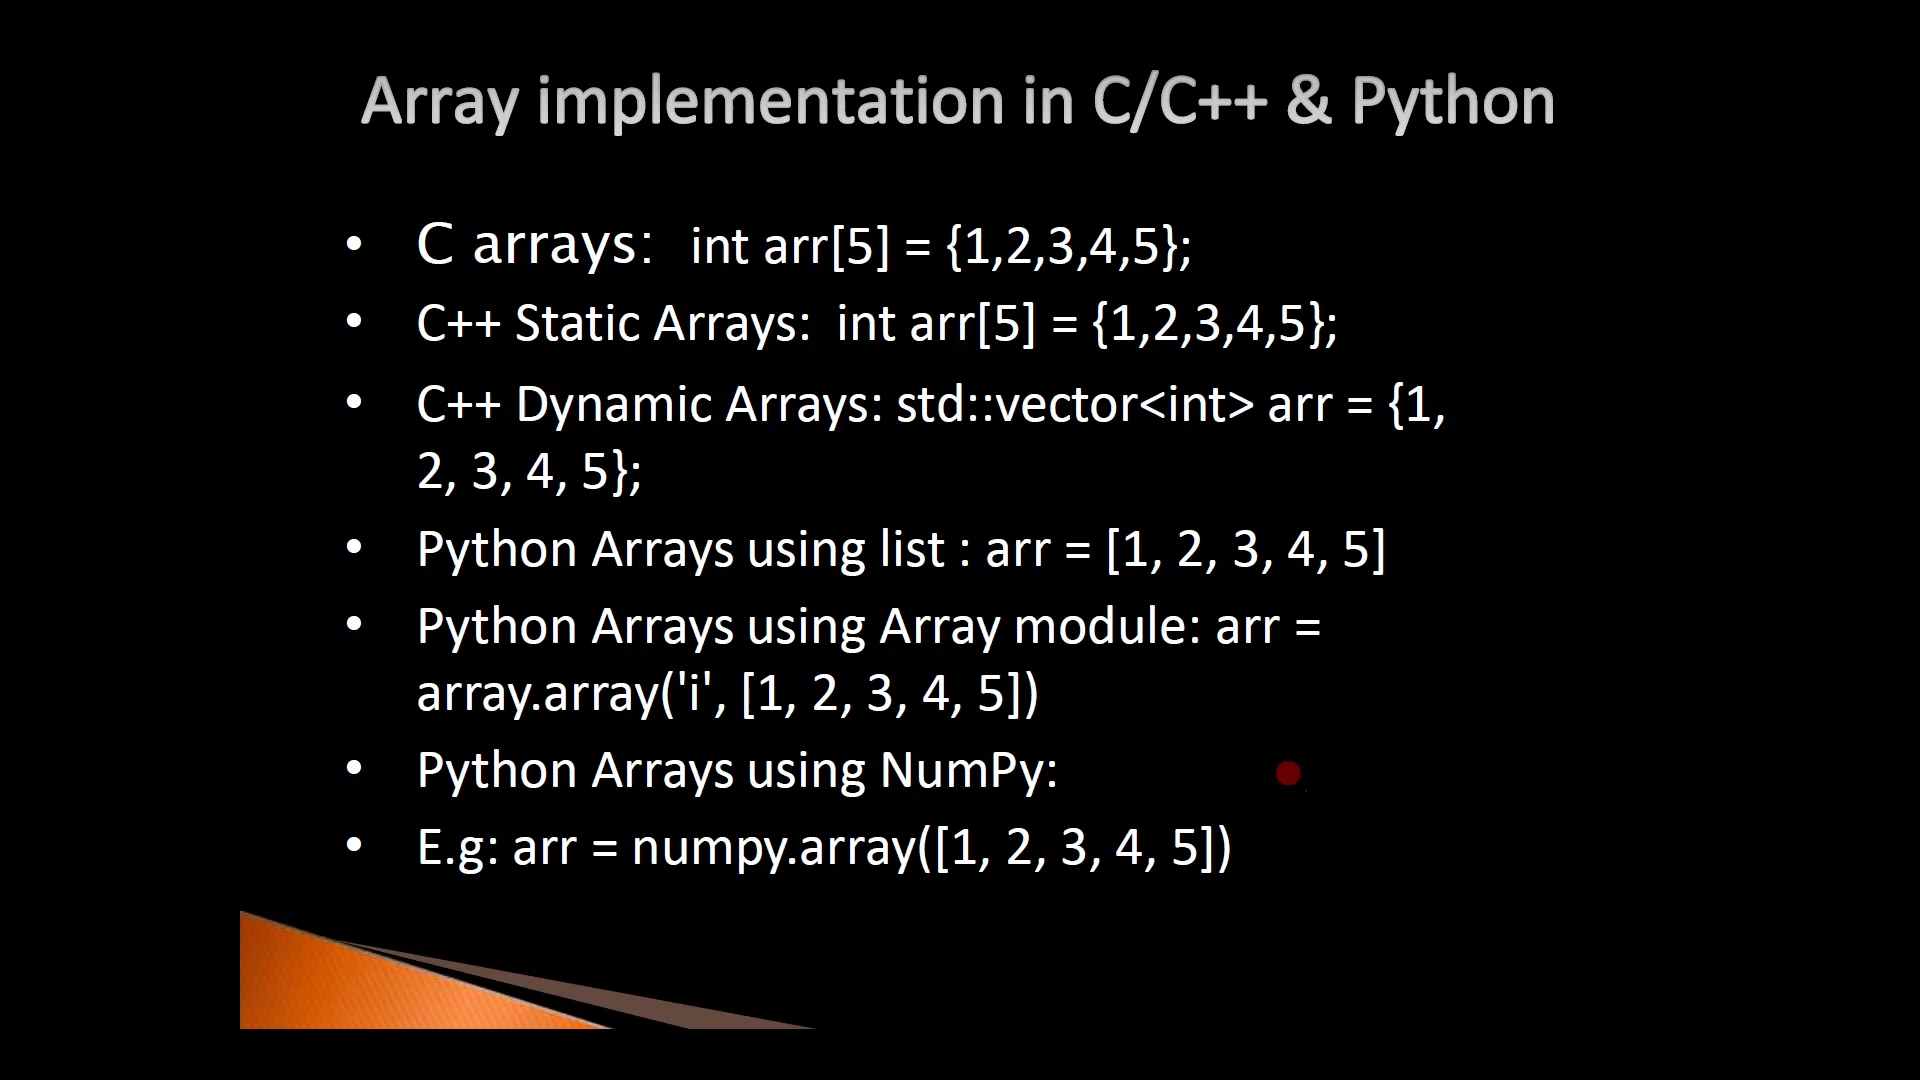 Array implementation in C/C++ & Python
• C arrays: int arr[5] = {1,2,3,4,5};
• C++ Static Arrays: int arr[5] = {1,2,3,4,5};
• C++ Dynamic Arrays: std::vector<int> arr = {1,
2, 3, 4, 5};
• Python Arrays using list : arr = [1, 2, 3, 4, 5]
• Python Arrays using Array module: arr =
array.array('i', [1, 2, 3, 4, 5])
• Python Arrays using NumPy:
• E.g: arr = numpy.array([1, 2, 3, 4, 5])